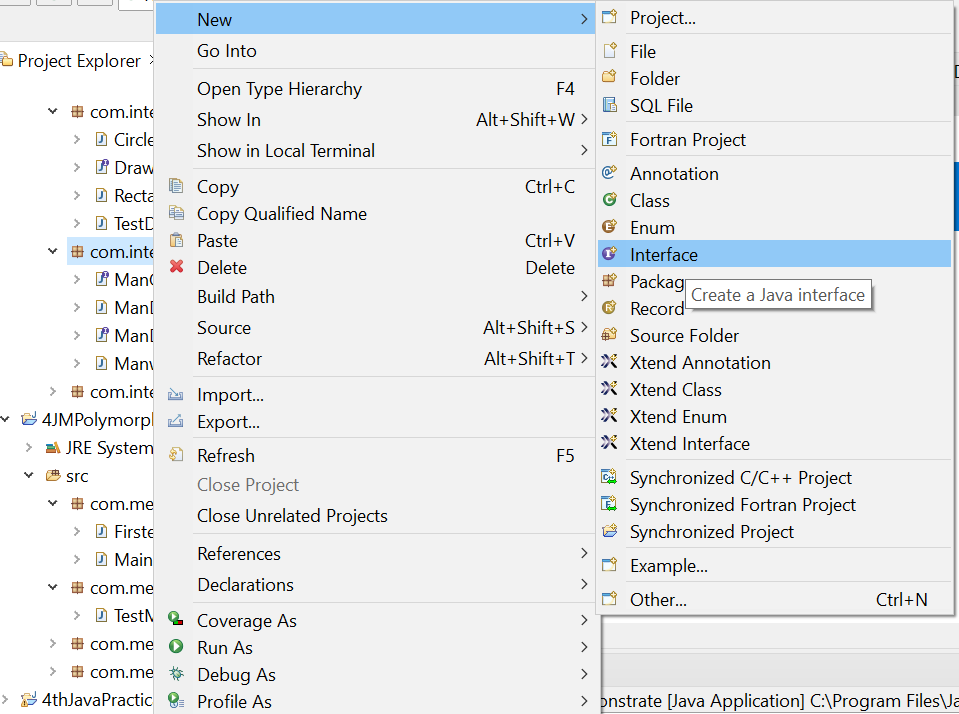 Project Explorer
com.inte
Circle
Draw
Recta
TestD
com.inte
Man
Man
Man
Manv
com.inte
4JMPolymorp
JRE System
src
com.me
Firste
Main
com.me
TestM
com.me
com.me
4thJavaPractic
New
Go Into
Open Type Hierarchy F4
Show In Alt+Shift+W
Show in Local Terminal
Copy Ctrl+C
Copy Qualified Name
Paste Ctrl+V
Delete Delete
Build Path
Source Alt+Shift+S
Refactor Alt+Shift+T
Import...
Export...
Refresh F5
Close Project
Close Unrelated Projects
References
Declarations
Coverage As
Run As
Debug As
Profile As
Project...
File
Folder
SQL File
Fortran Project
Annotation
Class
Enum
Interface
Packag
Create a Java interface
Record
Source Folder
Xtend Annotation
Xtend Class
Xtend Enum
Xtend Interface
Synchronized C/C++ Project
Synchronized Fortran Project
Synchronized Project
Example...
Other... Ctrl+N
onstrate [Java Application] C:\Program Files\Ja